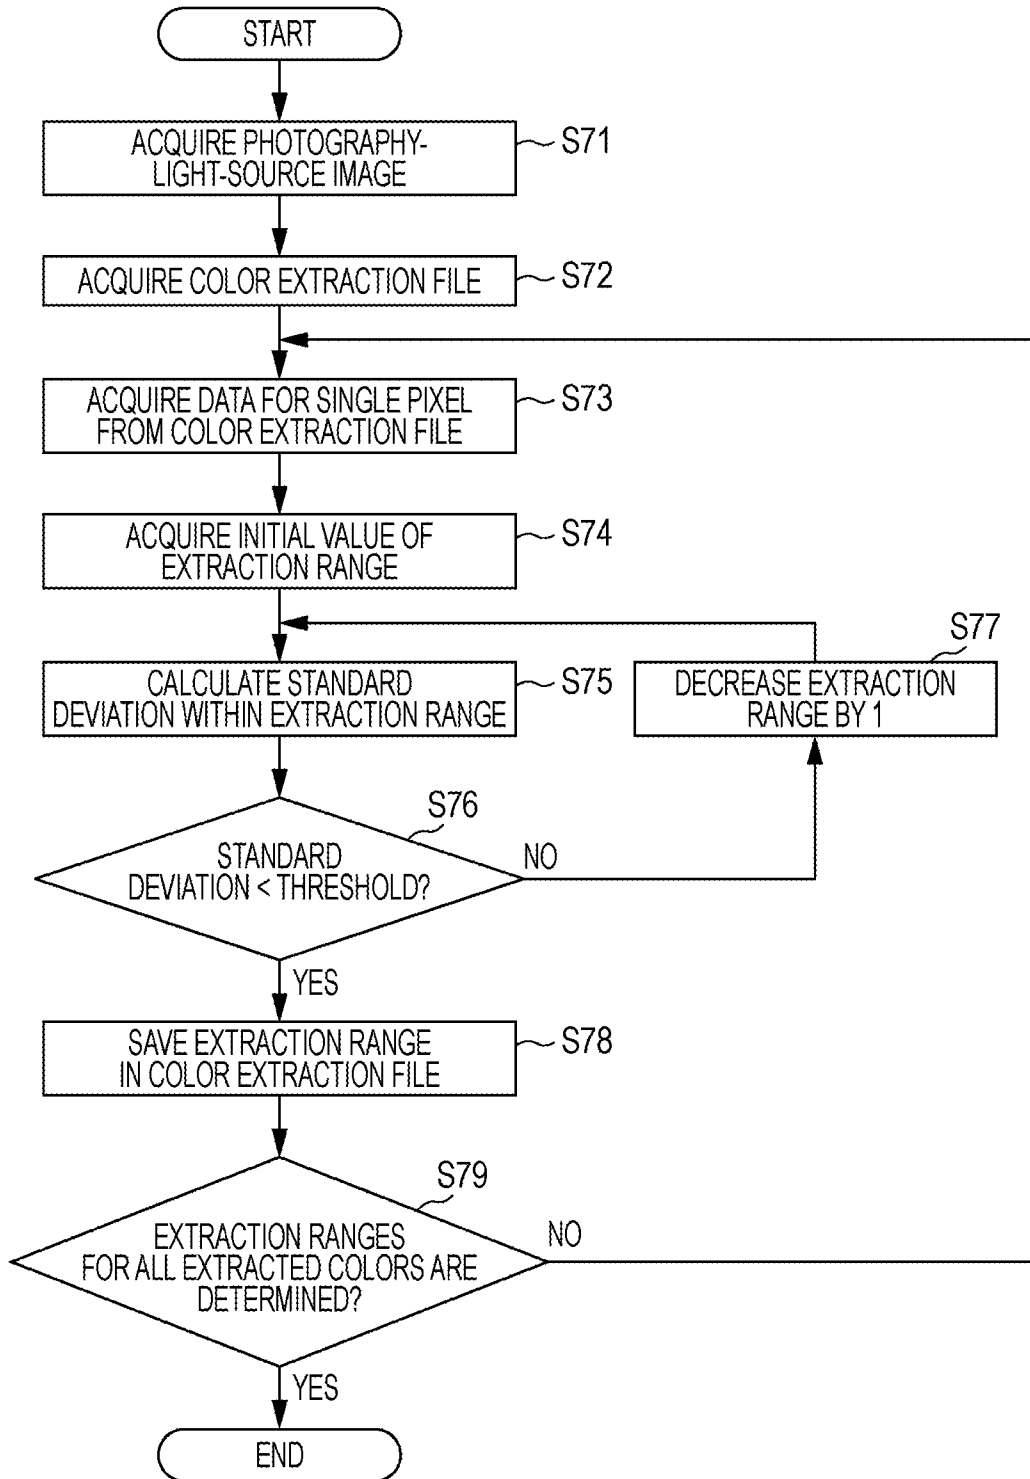 START
ACQUIRE PHOTOGRAPHY-
LIGHT-SOURCE IMAGE
S71
ACQUIRE COLOR EXTRACTION FILE
S72
ACQUIRE DATA FOR SINGLE PIXEL
FROM COLOR EXTRACTION FILE
S73
ACQUIRE INITIAL VALUE OF
EXTRACTION RANGE
S74
CALCULATE STANDARD
DEVIATION WITHIN EXTRACTION RANGE
S75
S77
DECREASE EXTRACTION
RANGE BY 1
S76
STANDARD
DEVIATION < THRESHOLD?
NO
YES
SAVE EXTRACTION RANGE
IN COLOR EXTRACTION FILE
S78
S79
EXTRACTION RANGES
FOR ALL EXTRACTED COLORS ARE
DETERMINED?
NO
YES
END